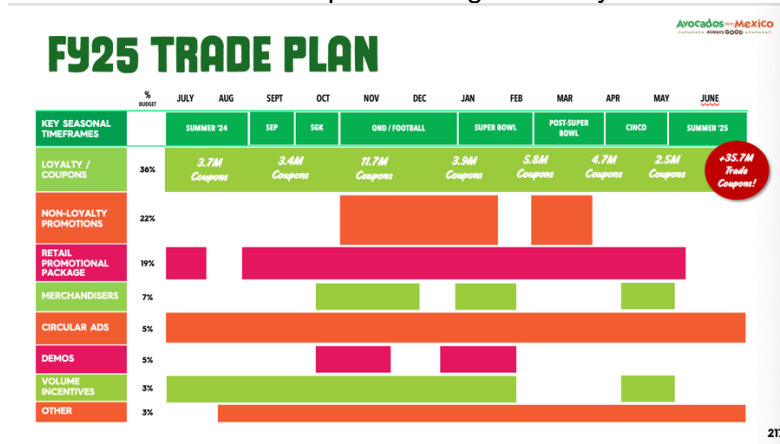 Avocados From Mexico
ALWAYS GOOD
FY25 TRADE PLAN
% BUDGET
JULY AUG SEPT OCT NOV DEC JAN FEB MAR APR MAY JUNE
KEY SEASONAL TIMEFRAMES
SUMMER '24 SEP SGK OND / FOOTBALL SUPER BOWL POST-SUPER BOWL CINCO SUMMER '25
LOYALTY / COUPONS
36%
3.7M Coupons
3.4M Coupons
11.7M Coupons
3.9M Coupons
5.8M Coupons
4.7M Coupons
2.5M Coupons
+35.7M Trade Coupons!
NON-LOYALTY PROMOTIONS
22%
RETAIL PROMOTIONAL PACKAGE
19%
MERCHANDISERS
7%
CIRCULAR ADS
5%
DEMOS
5%
VOLUME INCENTIVES
3%
OTHER
3%
21